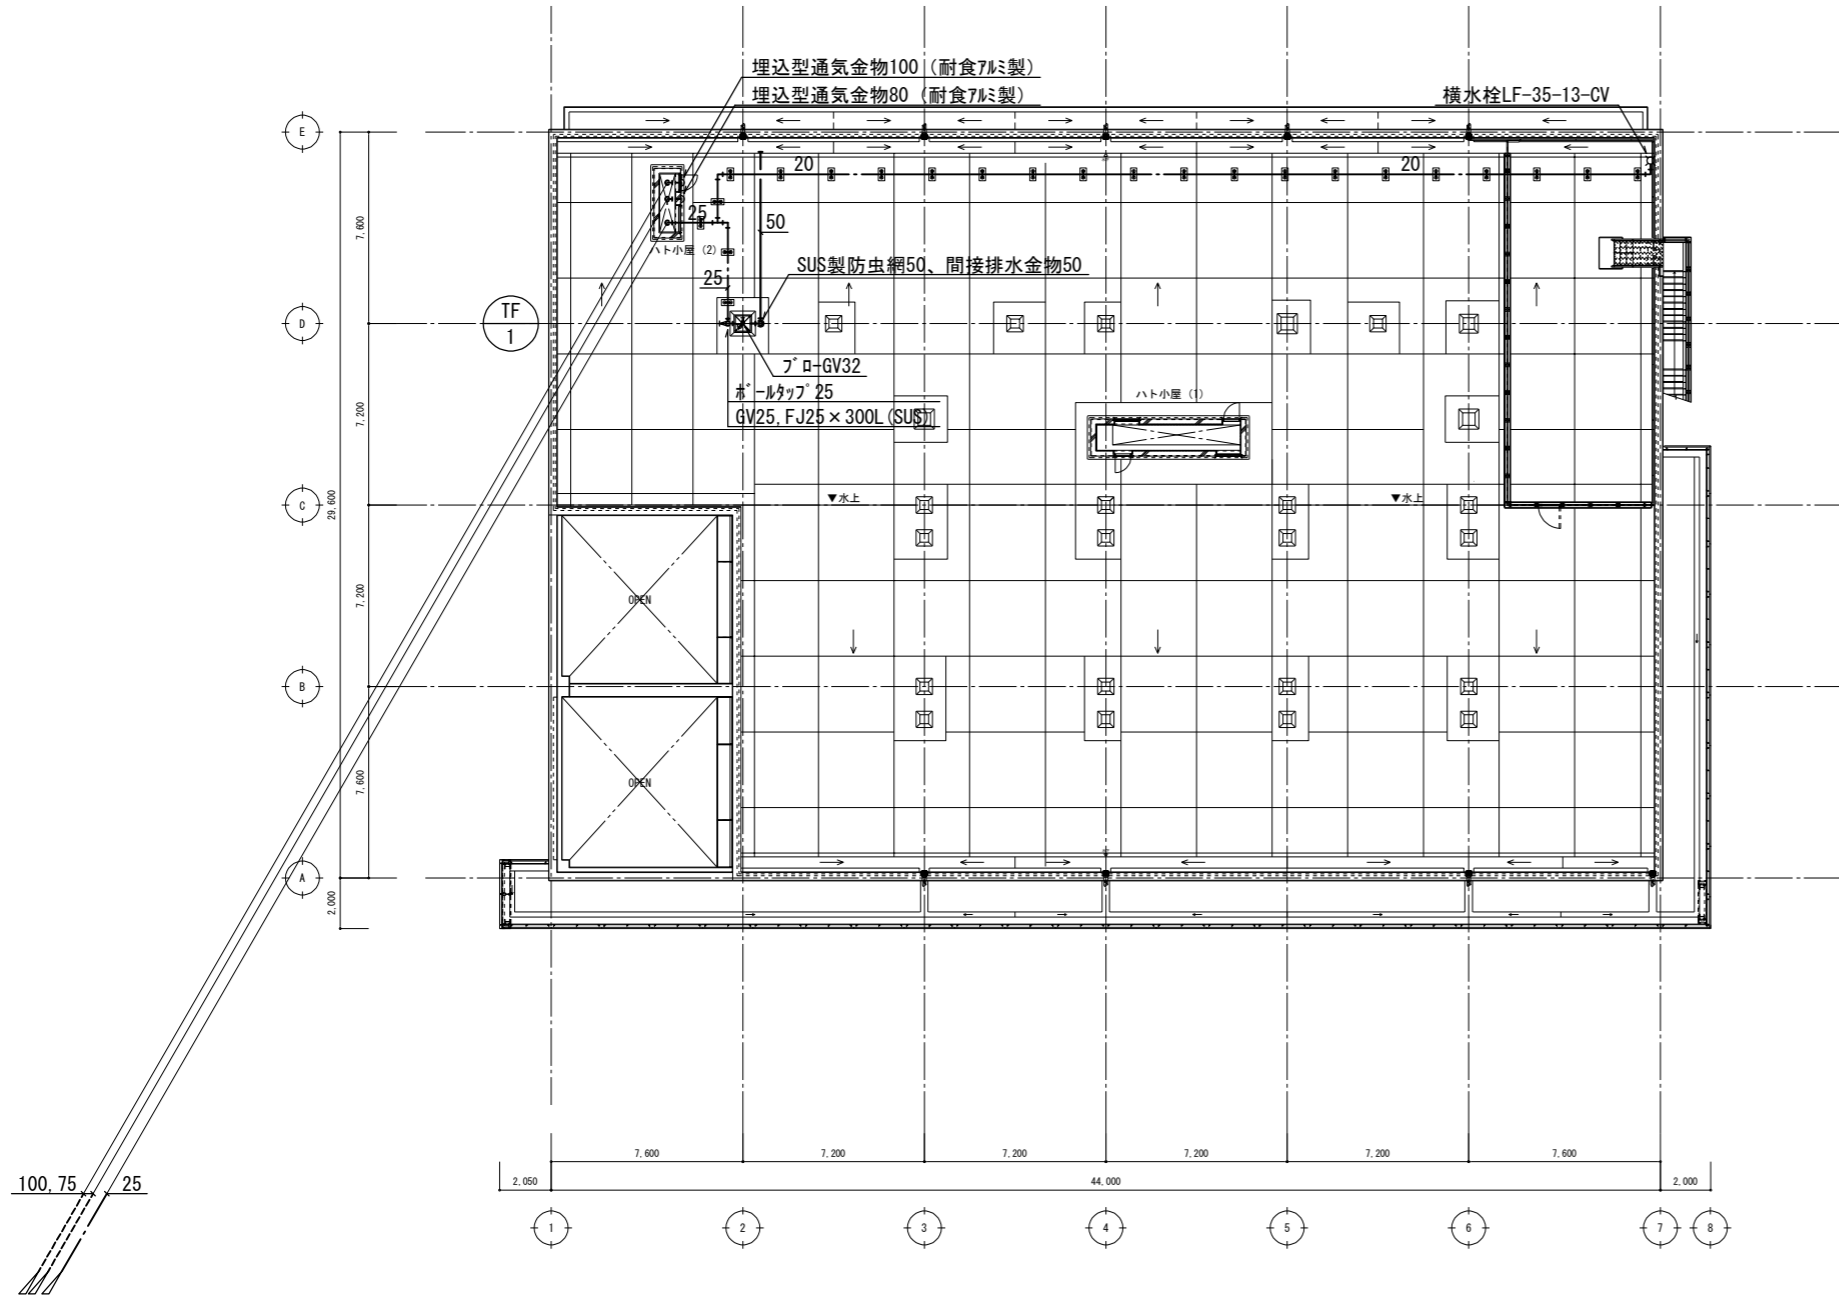 埋込型通気金物100（耐食ｱﾙﾐ製）
埋込型通気金物80（耐食ｱﾙﾐ製）
横水栓LF-35-13-CV
E
20
20
25
50
7,600
ハト小屋（2）
SUS製防虫網50、間接排水金物50
25
TF
1
D
ﾌﾞﾛｰGV32
ﾎﾞｰﾙﾀｯﾌﾟ25
GV25,FJ25×300L(SUS)
ハト小屋（1）
7,200
C
29,600
▼水上
▼水上
7,200
OPEN
B
7,600
OPEN
A
2,000
7,600
7,200
7,200
7,200
7,200
7,600
100,75
25
2,050
44,000
2,000
1
2
3
4
5
6
7
8